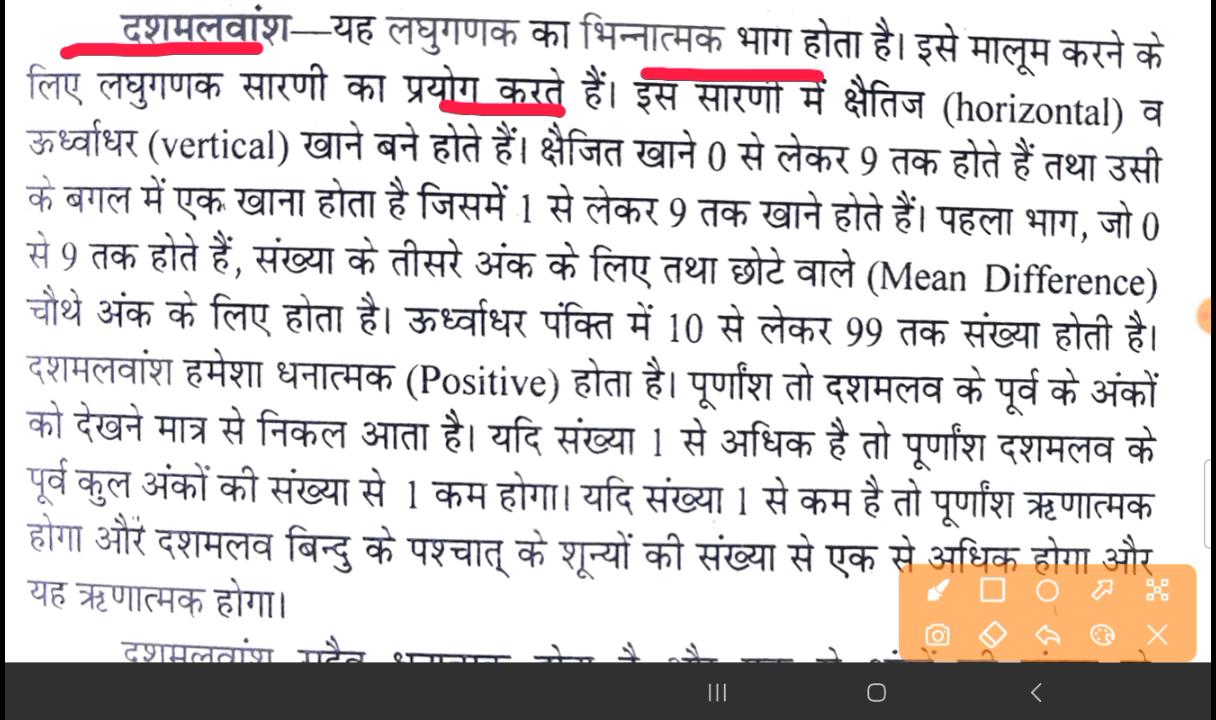 दशमलवांश—यह लघुगणक का भिन्नात्मक भाग होता है। इसे मालूम करने के
लिए लघुगणक सारणी का प्रयोग करते हैं। इस सारणी में क्षैतिज (horizontal) व
ऊर्ध्वाधर (vertical) खाने बने होते हैं। क्षैजित खाने 0 से लेकर 9 तक होते हैं तथा उसी
के बगल में एक खाना होता है जिसमें 1 से लेकर 9 तक खाने होते हैं। पहला भाग, जो 0
से 9 तक होते हैं, संख्या के तीसरे अंक के लिए तथा छोटे वाले (Mean Difference)
चौथे अंक के लिए होता है। ऊर्ध्वाधर पंक्ति में 10 से लेकर 99 तक संख्या होती है।
दशमलवांश हमेशा धनात्मक (Positive) होता है। पूर्णांश तो दशमलव के पूर्व के अंकों
को देखने मात्र से निकल आता है। यदि संख्या 1 से अधिक है तो पूर्णांश दशमलव के
पूर्व कुल अंकों की संख्या से 1 कम होगा। यदि संख्या 1 से कम है तो पूर्णांश ऋणात्मक
होगा और दशमलव बिन्दु के पश्चात् के शून्यों की संख्या से एक से अधिक होगा और
यह ऋणात्मक होगा।